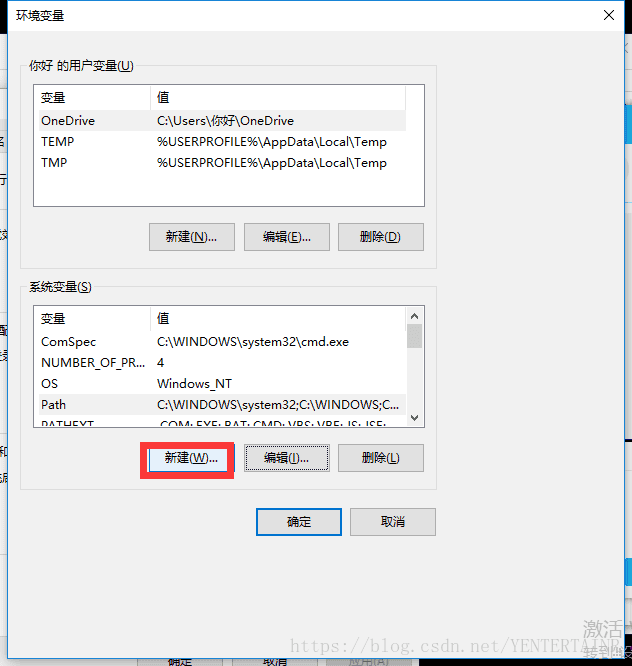 环境变量
你好 的用户变量(U)
变量 值
OneDrive C:\Users\你好\OneDrive
TEMP %USERPROFILE%\AppData\Local\Temp
TMP %USERPROFILE%\AppData\Local\Temp
新建(N)... 编辑(E)... 删除(D)
系统变量(S)
变量 值
ComSpec C:\WINDOWS\system32\cmd.exe
NUMBER_OF_PR... 4
OS Windows_NT
Path C:\WINDOWS\system32;C:\WINDOWS;C...
PATHEXT .COM;.EXE;.BAT;.CMD;.VBS;.VBE;.JS;.JSE;
新建(W)... 编辑(I)... 删除(L)
确定 取消
激活
https://blog.csdn.net/YENTERTAINR
转到
确定 取消 应用(A)